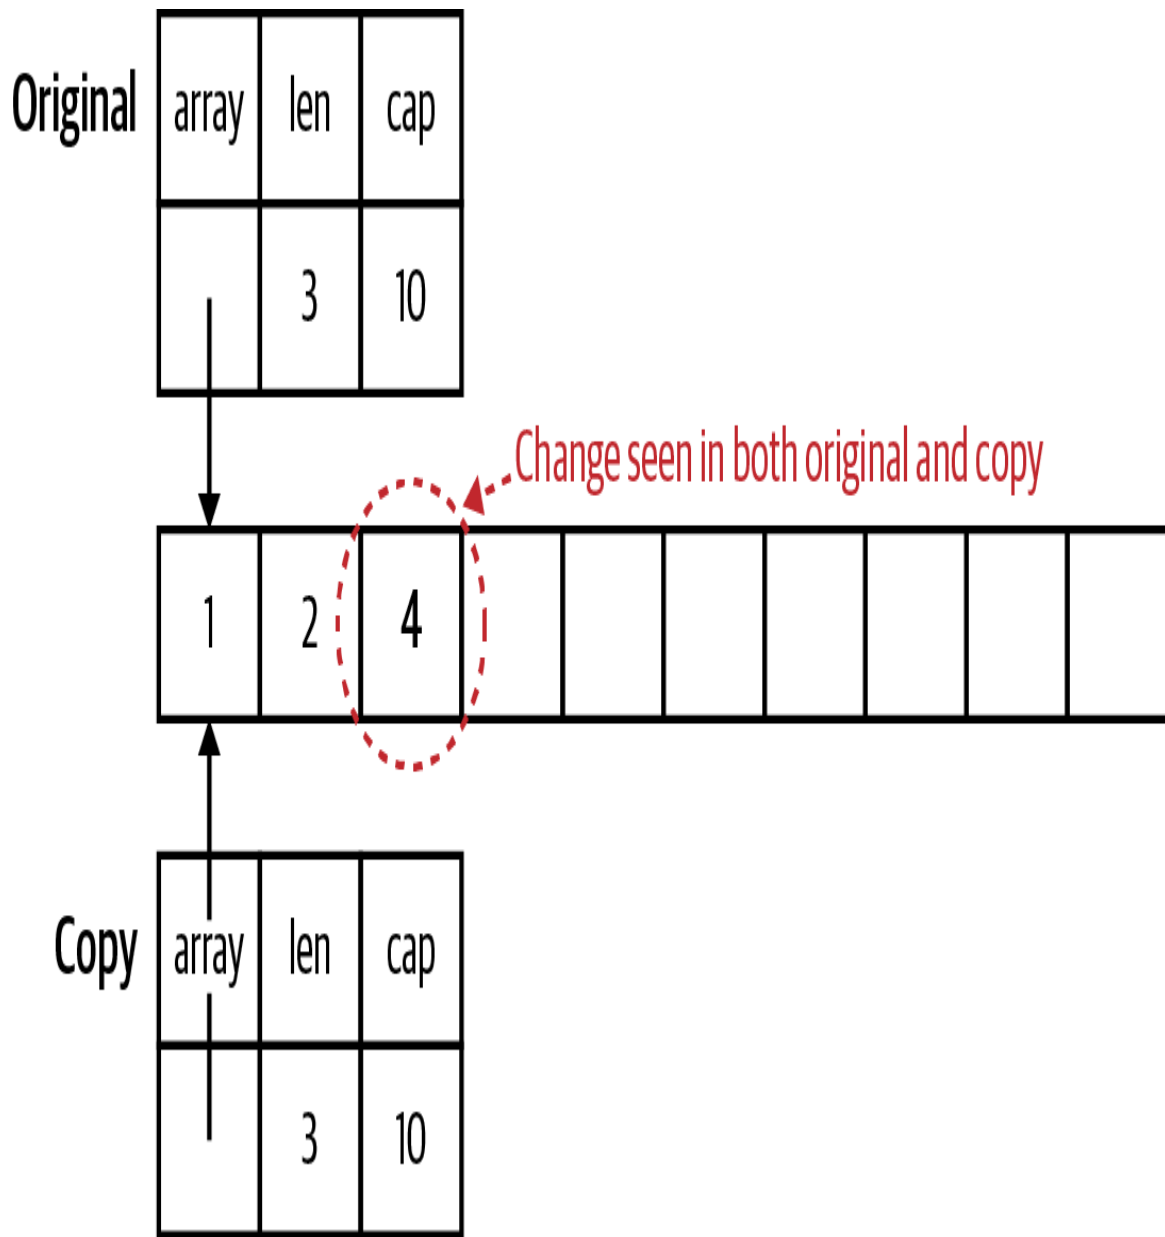 Original array len cap
3 10
Change seen in both original and copy
1 2 4
Copy array len cap
3 10